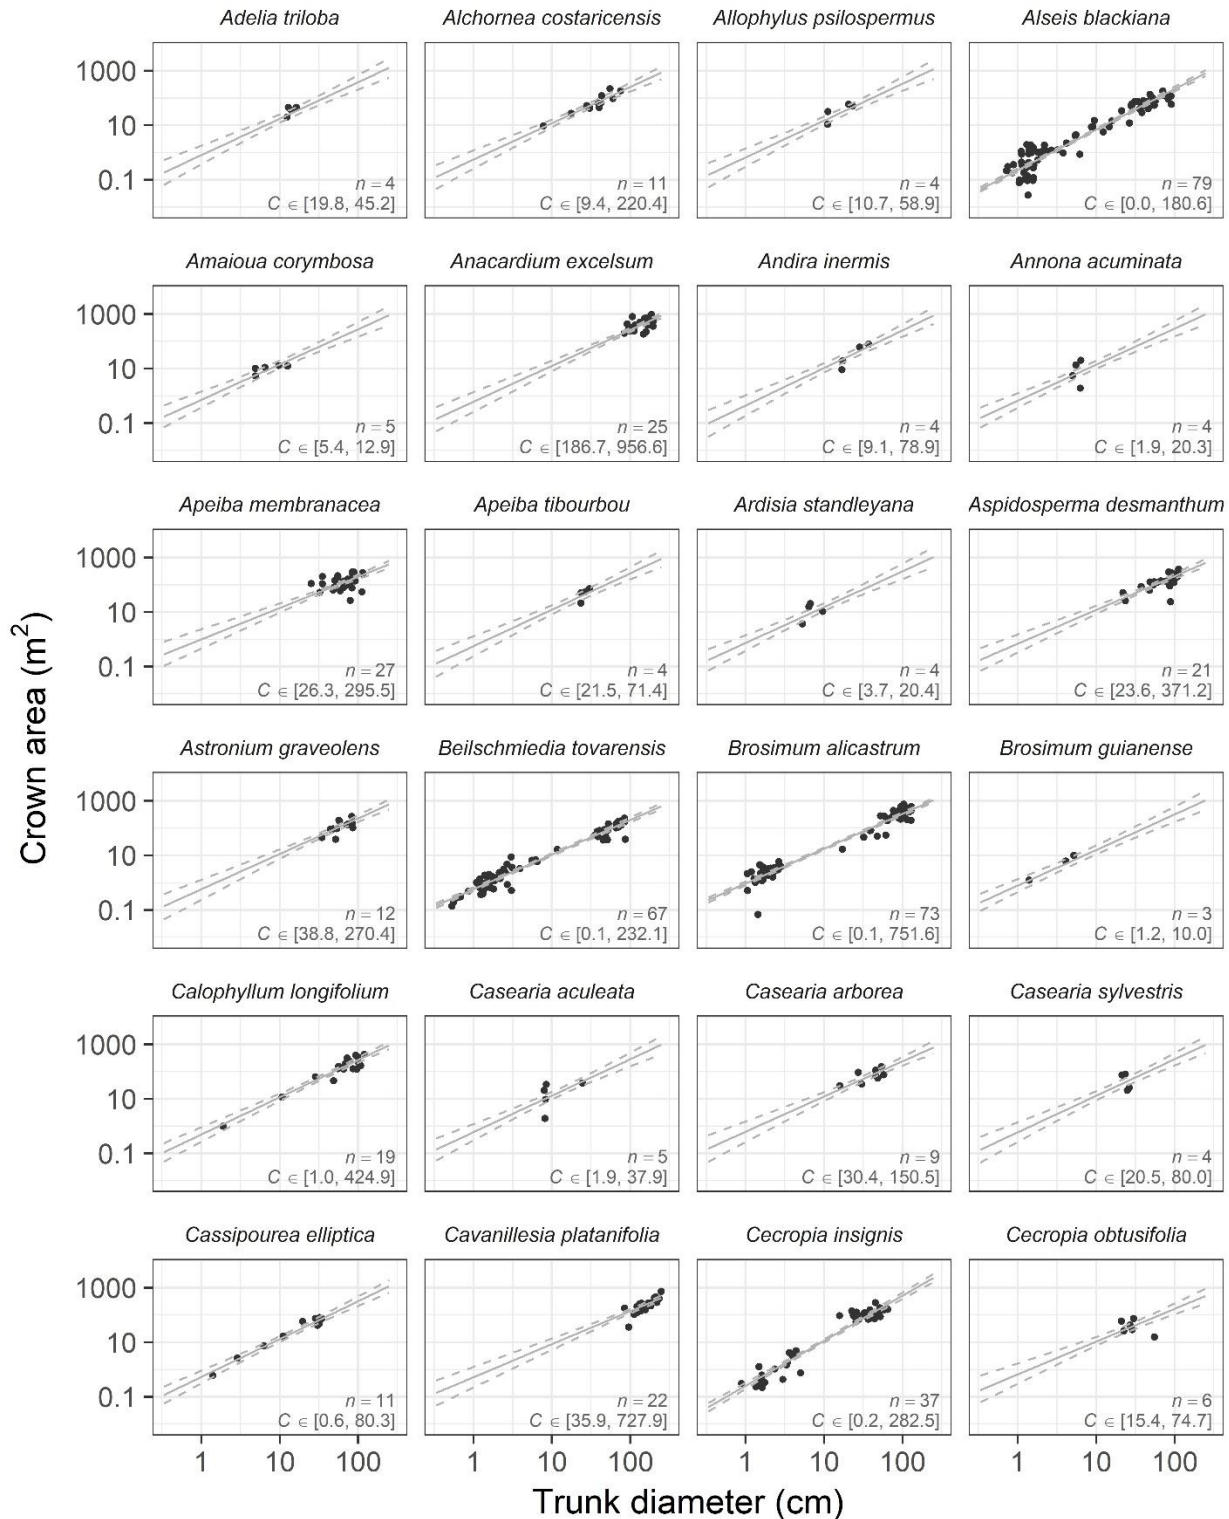 Adelia triloba
Alchornea costaricensis
Allophylus psilospermus
Alseis blackiana
1000
10
0.1
n = 4
C ∈ [19.8, 45.2]
n = 11
C ∈ [9.4, 220.4]
n = 4
C ∈ [10.7, 58.9]
n = 79
C ∈ [0.0, 180.6]
Amaioua corymbosa
Anacardium excelsum
Andira inermis
Annona acuminata
1000
10
0.1
n = 5
C ∈ [5.4, 12.9]
n = 25
C ∈ [186.7, 956.6]
n = 4
C ∈ [9.1, 78.9]
n = 4
C ∈ [1.9, 20.3]
Apeiba membranacea
Apeiba tibourbou
Ardisia standleyana
Aspidosperma desmanthum
1000
10
0.1
n = 27
C ∈ [26.3, 295.5]
n = 4
C ∈ [21.5, 71.4]
n = 4
C ∈ [3.7, 20.4]
n = 21
C ∈ [23.6, 371.2]
Crown area (m²)
Astronium graveolens
Beilschmiedia tovarensis
Brosimum alicastrum
Brosimum guianense
1000
10
0.1
n = 12
C ∈ [38.8, 270.4]
n = 67
C ∈ [0.1, 232.1]
n = 73
C ∈ [0.1, 751.6]
n = 3
C ∈ [1.2, 10.0]
Calophyllum longifolium
Casearia aculeata
Casearia arborea
Casearia sylvestris
1000
10
0.1
n = 19
C ∈ [1.0, 424.9]
n = 5
C ∈ [1.9, 37.9]
n = 9
C ∈ [30.4, 150.5]
n = 4
C ∈ [20.5, 80.0]
Cassipourea elliptica
Cavanillesia platanifolia
Cecropia insignis
Cecropia obtusifolia
1000
10
0.1
n = 11
C ∈ [0.6, 80.3]
n = 22
C ∈ [35.9, 727.9]
n = 37
C ∈ [0.2, 282.5]
n = 6
C ∈ [15.4, 74.7]
1 10 100
1 10 100
1 10 100
1 10 100
Trunk diameter (cm)